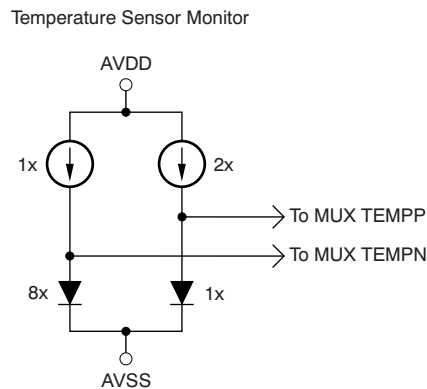 Temperature Sensor Monitor
AVDD
1x
2x
To MUX TEMPP
To MUX TEMPN
8x
1x
AVSS